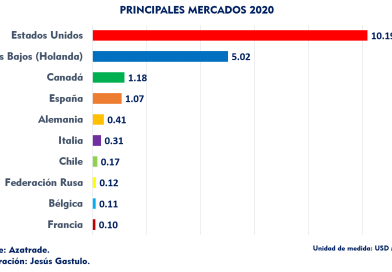 PRINCIPALES MERCADOS 2020
Estados Unidos 10.19
s Bajos (Holanda) 5.02
Canadá 1.18
España 1.07
Alemania 0.41
Italia 0.31
Chile 0.17
Federación Rusa 0.12
Bélgica 0.11
Francia 0.10
e: Azatrade.
ración: Jesús Gastulo.
Unidad de medida: USD